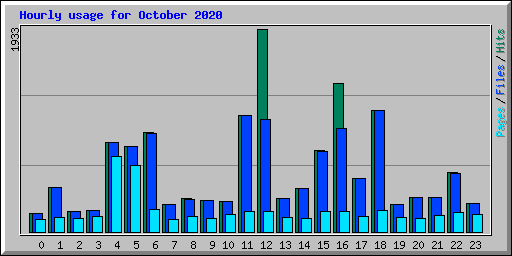 Hourly usage for October 2020
1933
Pages / Files / Hits
0 1 2 3 4 5 6 7 8 9 10 11 12 13 14 15 16 17 18 19 20 21 22 23